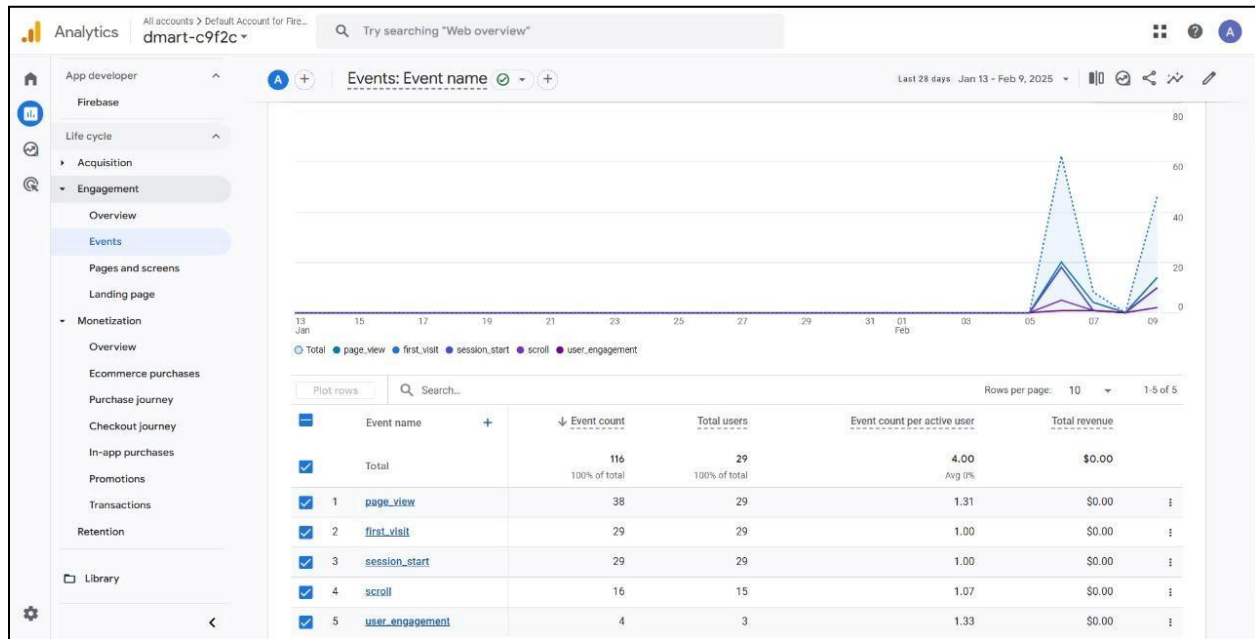 Analytics
All accounts > Default Account for Fire...
dmart-c9f2c
Try searching "Web overview"
A
App developer
Firebase
Life cycle
Acquisition
Engagement
Overview
Events
Pages and screens
Landing page
Monetization
Overview
Ecommerce purchases
Purchase journey
Checkout journey
In-app purchases
Promotions
Transactions
Retention
Library
A
Events: Event name
Last 28 days Jan 13 - Feb 9, 2025
80
60
40
20
0
13 15 17 19 21 23 25 27 29 31 01 03 05 07 09
Jan Feb
Total page_view first_visit session_start scroll user_engagement
Plot rows Search... Rows per page: 10 1-5 of 5
Event name + Event count Total users Event count per active user Total revenue
Total 116 29 4.00 $0.00
100% of total 100% of total Avg 0%
1 page_view 38 29 1.31 $0.00
2 first_visit 29 29 1.00 $0.00
3 session_start 29 29 1.00 $0.00
4 scroll 16 15 1.07 $0.00
5 user_engagement 4 3 1.33 $0.00